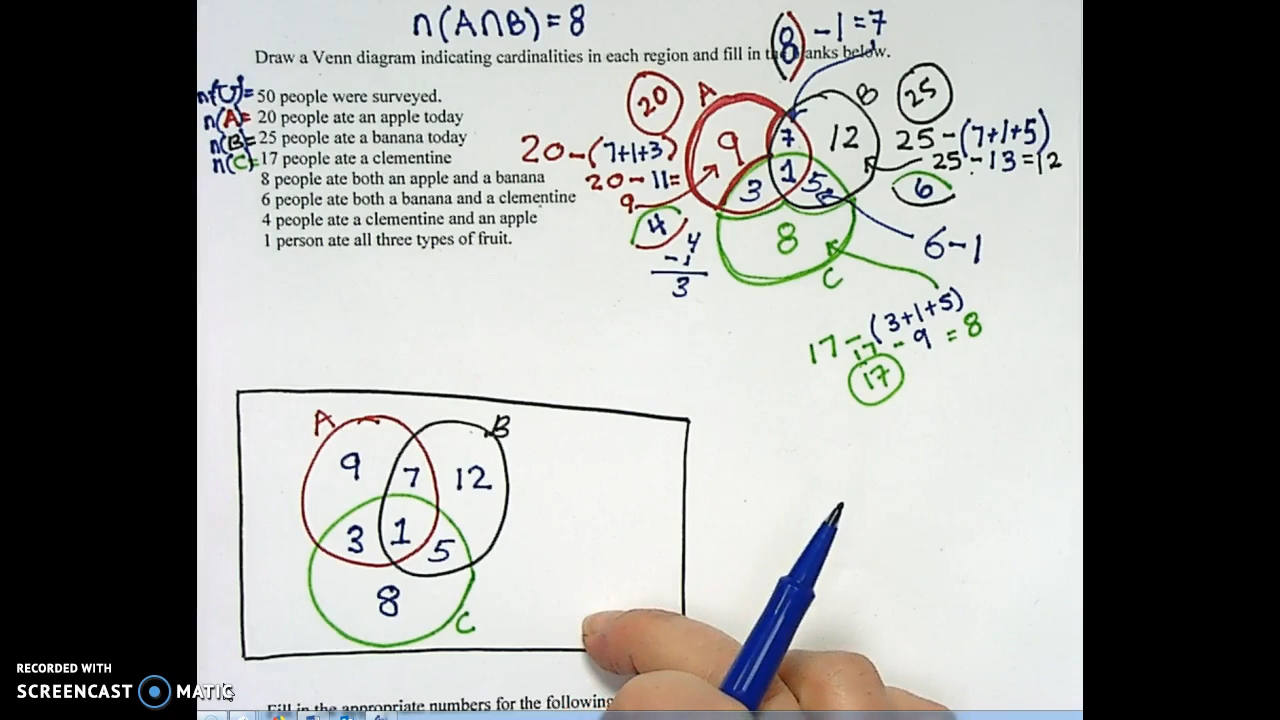 n(A∩B)=8
(8) -1=7
Draw a Venn diagram indicating cardinalities in each region and fill in the blanks below.
n(U)= 50 people were surveyed.
n(A)= 20 people ate an apple today
n(B)= 25 people ate a banana today
n(C)= 17 people ate a clementine
8 people ate both an apple and a banana
6 people ate both a banana and a clementine
4 people ate a clementine and an apple
1 person ate all three types of fruit.
20 A B 25
9 7 12
3 1 5
8
C
20-(7+1+3)
20-11=
9
25-(7+1+5)
25-13=12
6
4
4
-1
3
6-1
17-(3+1+5)
17-9=8
17
A B
9 7 12
3 1 5
8
C
RECORDED WITH
SCREENCAST MATIC
Fill in the appropriate numbers for the following